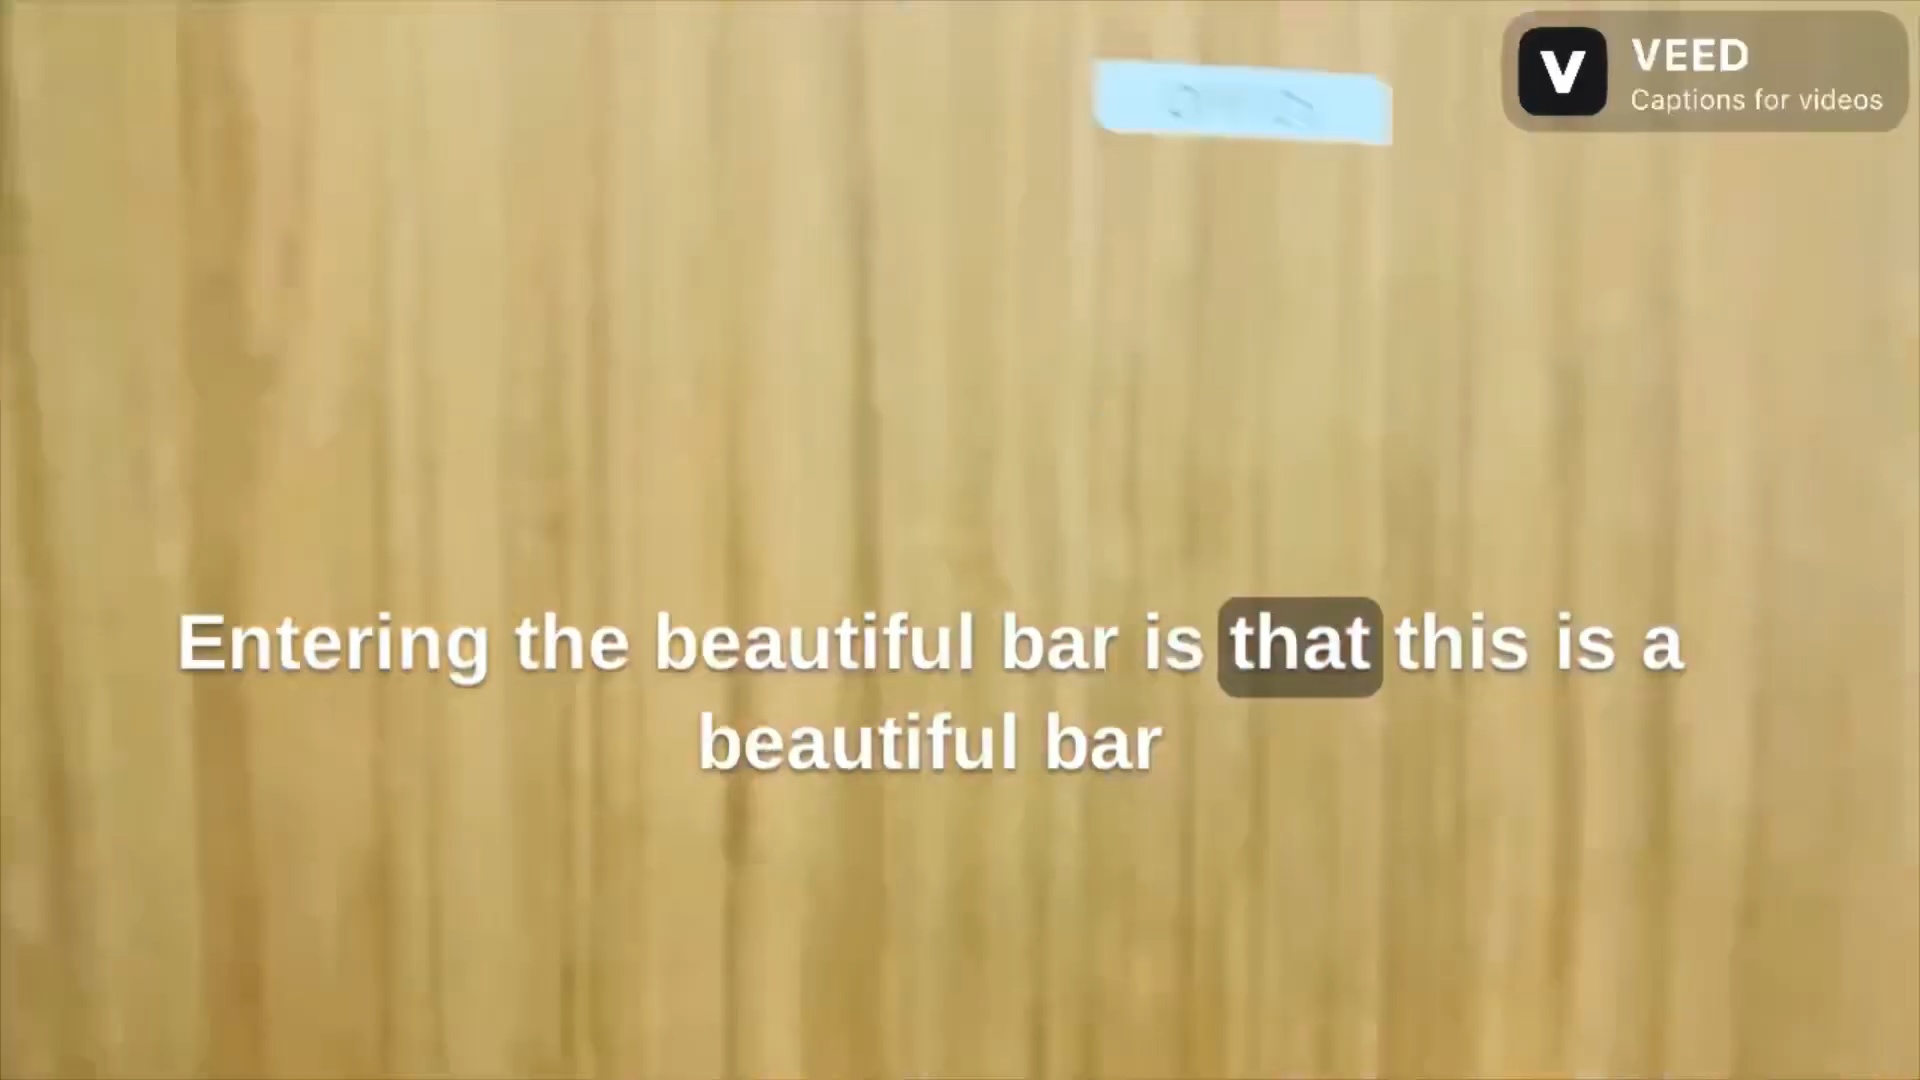 VEED
Captions for videos
Entering the beautiful bar is that this is a
beautiful bar